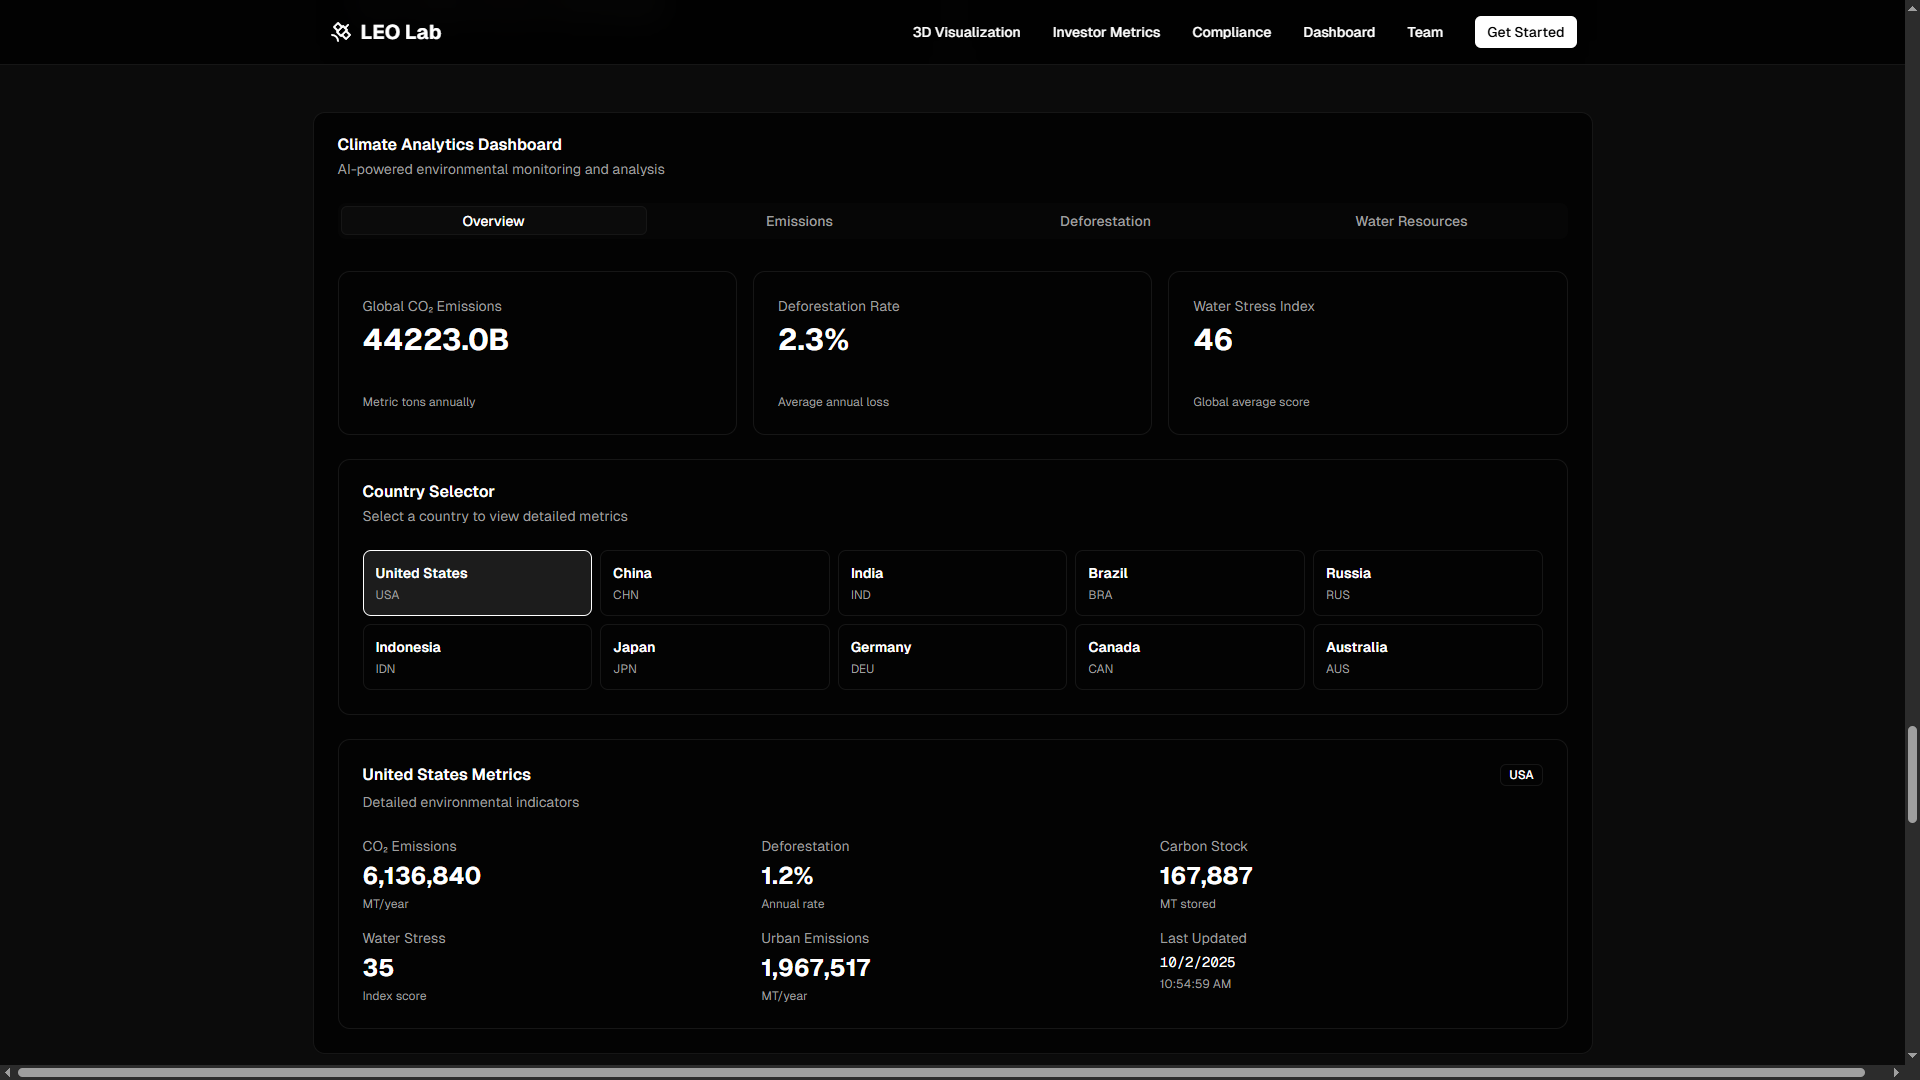 LEO Lab
3D Visualization
Investor Metrics
Compliance
Dashboard
Team
Get Started
Climate Analytics Dashboard
AI-powered environmental monitoring and analysis
Overview
Emissions
Deforestation
Water Resources
Global CO₂ Emissions
44223.0B
Metric tons annually
Deforestation Rate
2.3%
Average annual loss
Water Stress Index
46
Global average score
Country Selector
Select a country to view detailed metrics
United States
USA
China
CHN
India
IND
Brazil
BRA
Russia
RUS
Indonesia
IDN
Japan
JPN
Germany
DEU
Canada
CAN
Australia
AUS
United States Metrics
USA
Detailed environmental indicators
CO₂ Emissions
6,136,840
MT/year
Deforestation
1.2%
Annual rate
Carbon Stock
167,887
MT stored
Water Stress
35
Index score
Urban Emissions
1,967,517
MT/year
Last Updated
10/2/2025
10:54:59 AM